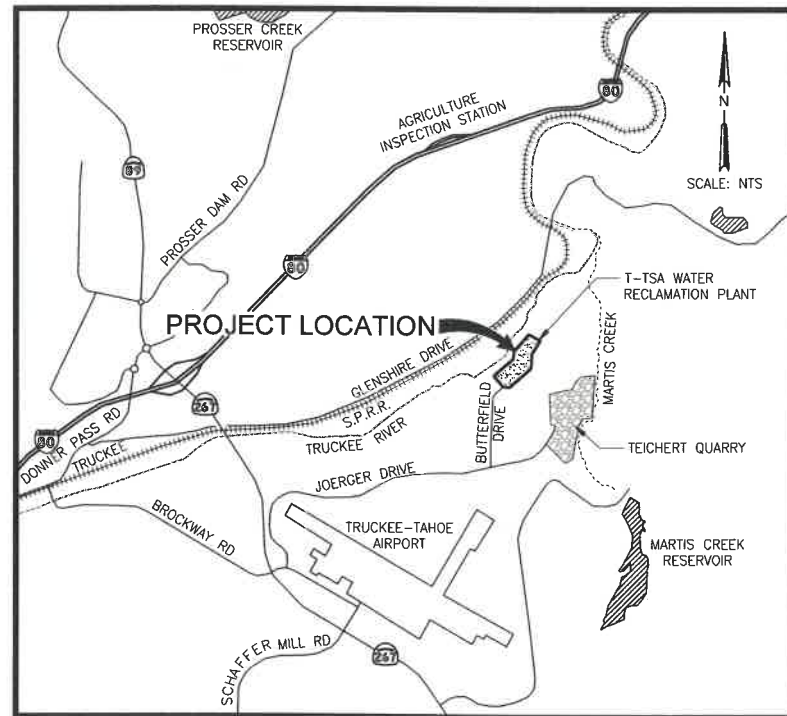 PROSSER CREEK
RESERVOIR
80
AGRICULTURE
INSPECTION STATION
N
SCALE: NTS
89
PROSSER DAM RD
80
T-TSA WATER
RECLAMATION PLANT
PROJECT LOCATION
MARTIS CREEK
GLENSHIRE DRIVE
S.P.R.R.
TRUCKEE RIVER
BUTTERFIELD
DRIVE
267
80
DONNER PASS RD
TRUCKEE
TEICHERT QUARRY
JOERGER DRIVE
BROCKWAY RD
TRUCKEE-TAHOE
AIRPORT
MARTIS CREEK
RESERVOIR
SCHAFFER MILL RD
267